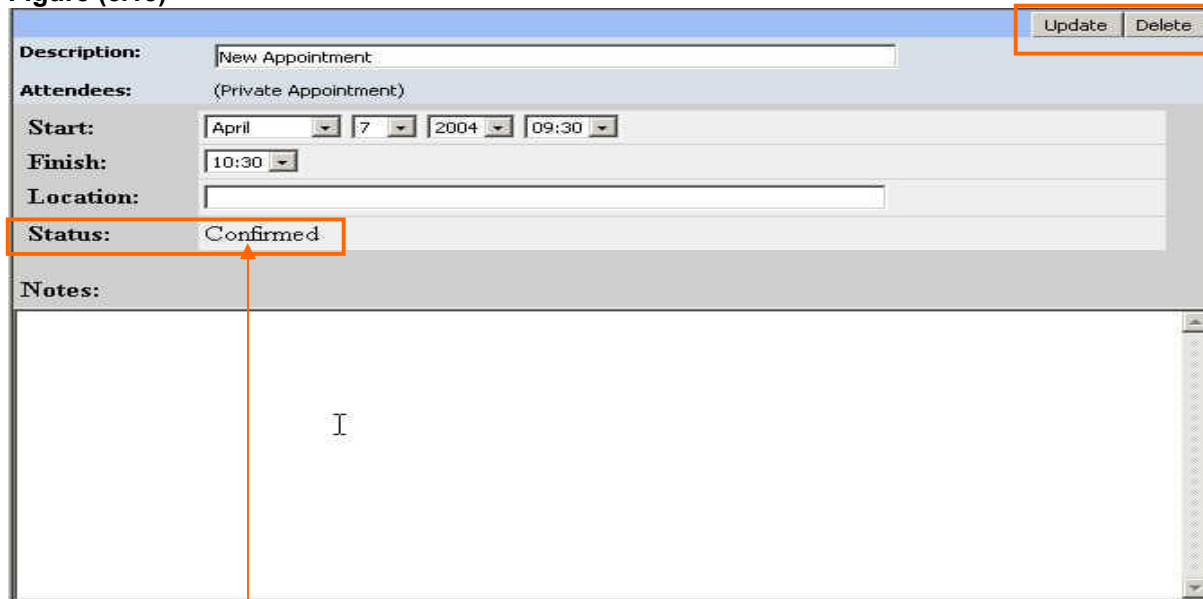 Update Delete
Description: New Appointment
Attendees: (Private Appointment)
Start: April 7 2004 09:30
Finish: 10:30
Location:
Status: Confirmed
Notes: